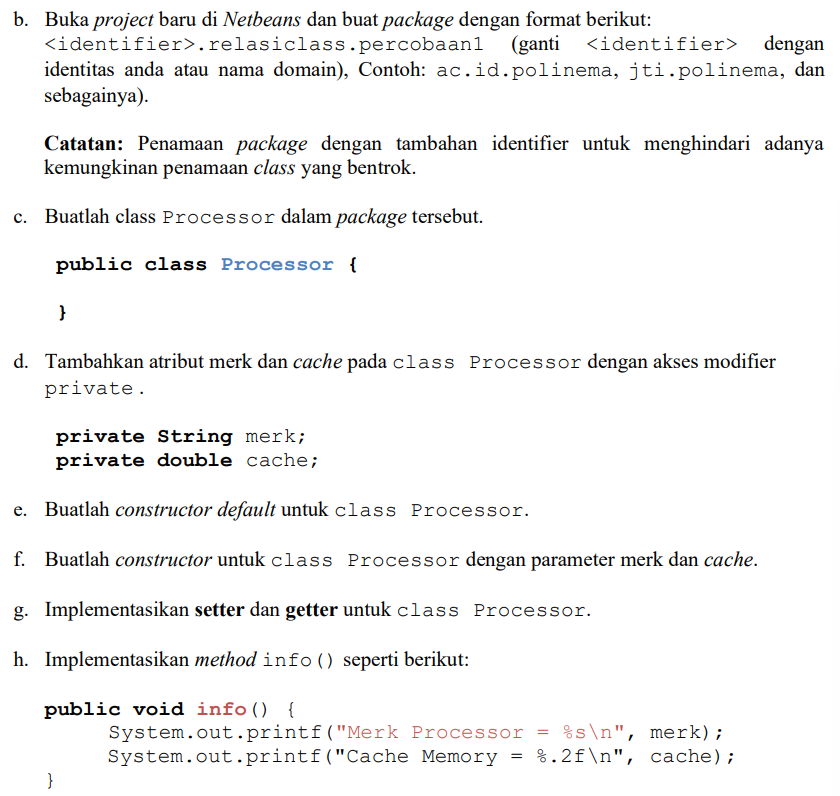 b. Buka project baru di Netbeans dan buat package dengan format berikut:
<identifier>.relasiclass.percobaan1 (ganti <identifier> dengan
identitas anda atau nama domain), Contoh: ac.id.polinema, jti.polinema, dan
sebagainya).
Catatan: Penamaan package dengan tambahan identifier untuk menghindari adanya
kemungkinan penamaan class yang bentrok.
c. Buatlah class Processor dalam package tersebut.
public class Processor {
}
d. Tambahkan atribut merk dan cache pada class Processor dengan akses modifier
private .
private String merk;
private double cache;
e. Buatlah constructor default untuk class Processor.
f. Buatlah constructor untuk class Processor dengan parameter merk dan cache.
g. Implementasikan setter dan getter untuk class Processor.
h. Implementasikan method info() seperti berikut:
public void info() {
System.out.printf("Merk Processor = %s\n", merk);
System.out.printf("Cache Memory = %.2f\n", cache);
}